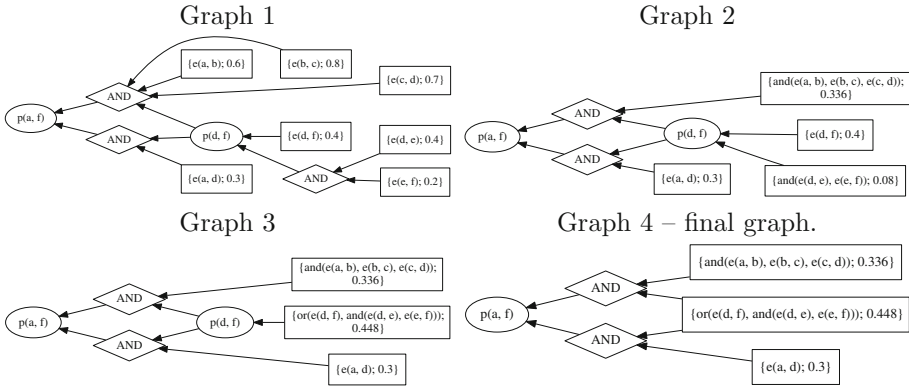 Graph 1
{e(a, b); 0.6}
{e(b, c); 0.8}
{e(c, d); 0.7}
AND
p(a, f)
AND
p(d, f)
{e(d, f); 0.4}
{e(d, e); 0.4}
{e(a, d); 0.3}
AND
{e(e, f); 0.2}
Graph 2
{and(e(a, b), e(b, c), e(c, d));
0.336}
AND
p(a, f)
p(d, f)
{e(d, f); 0.4}
AND
{e(a, d); 0.3}
{and(e(d, e), e(e, f)); 0.08}
Graph 3
{and(e(a, b), e(b, c), e(c, d));
0.336}
AND
p(a, f)
p(d, f)
{or(e(d, f), and(e(d, e), e(e, f)));
0.448}
AND
{e(a, d); 0.3}
Graph 4 – final graph.
{and(e(a, b), e(b, c), e(c, d)); 0.336}
AND
p(a, f)
{or(e(d, f), and(e(d, e), e(e, f))); 0.448}
AND
{e(a, d); 0.3}